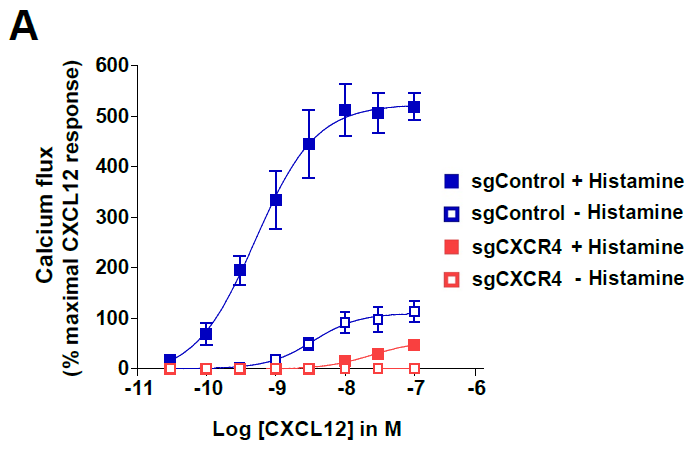 A
Calcium flux
(% maximal CXCL12 response)
600
500
400
300
200
100
0
-11 -10 -9 -8 -7 -6
Log [CXCL12] in M
sgControl + Histamine
sgControl - Histamine
sgCXCR4 + Histamine
sgCXCR4 - Histamine